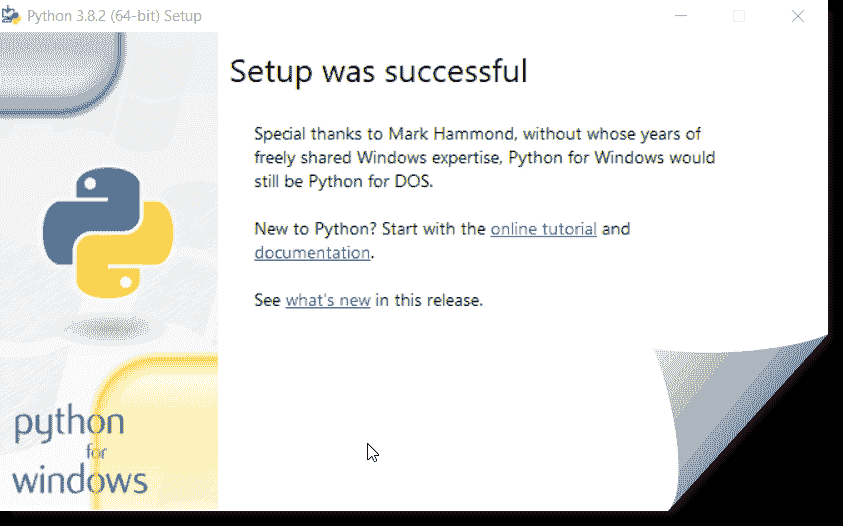 Python 3.8.2 (64-bit) Setup
Setup was successful
Special thanks to Mark Hammond, without whose years of
freely shared Windows expertise, Python for Windows would
still be Python for DOS.
New to Python? Start with the online tutorial and
documentation.
See what's new in this release.
python
for
windows